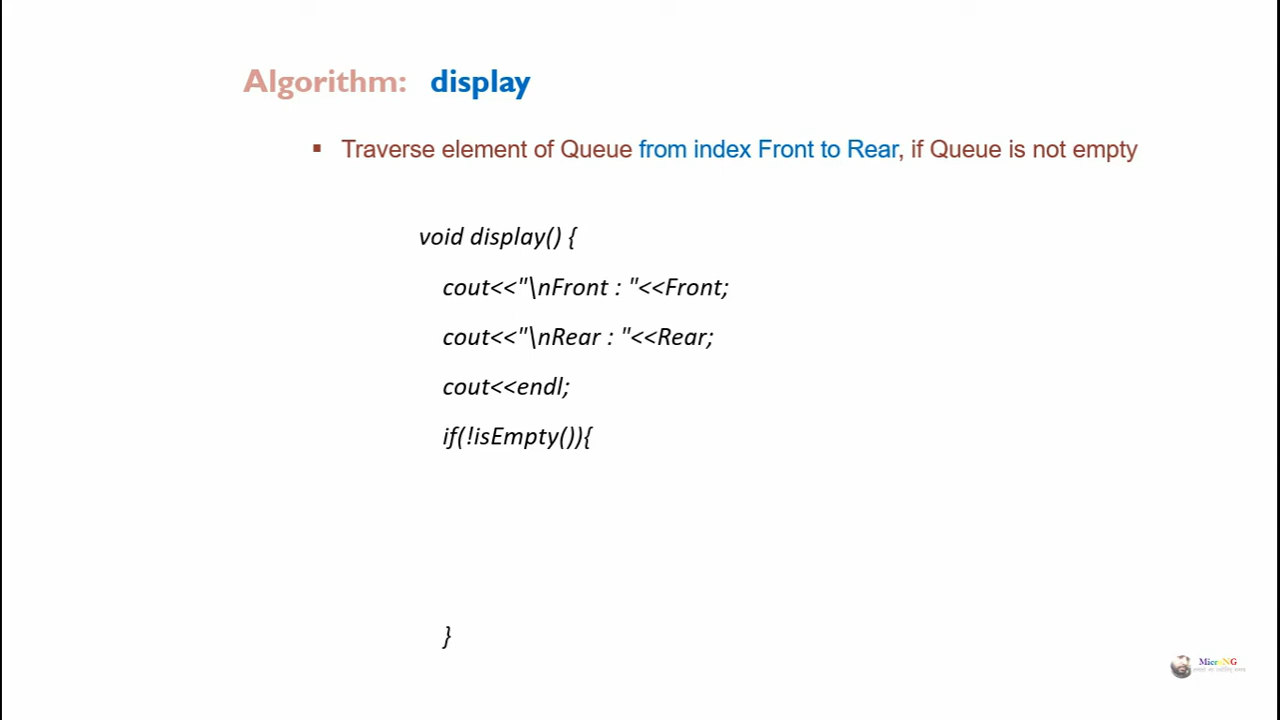 Algorithm: display
▪ Traverse element of Queue from index Front to Rear, if Queue is not empty
void display() {
cout<<"\nFront : "<<Front;
cout<<"\nRear : "<<Rear;
cout<<endl;
if(!isEmpty()){
}
MicroNG